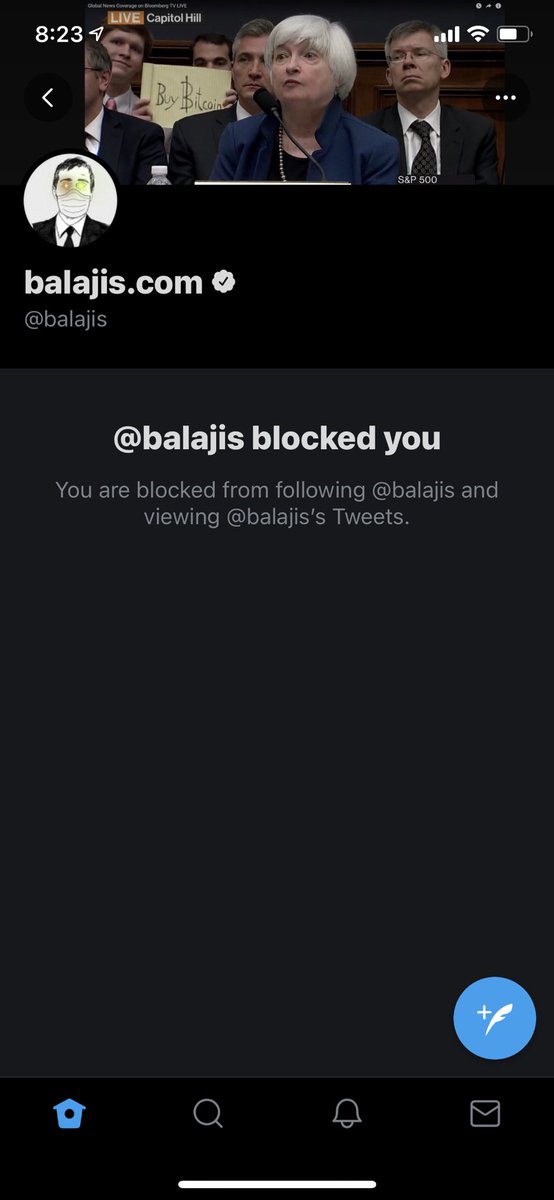 Global News Coverage on Bloomberg TV LIVE
8:23
LIVE Capitol Hill
Buy Bitcoin
S&P 500
balajis.com
@balajis
@balajis blocked you
You are blocked from following @balajis and
viewing @balajis’s Tweets.